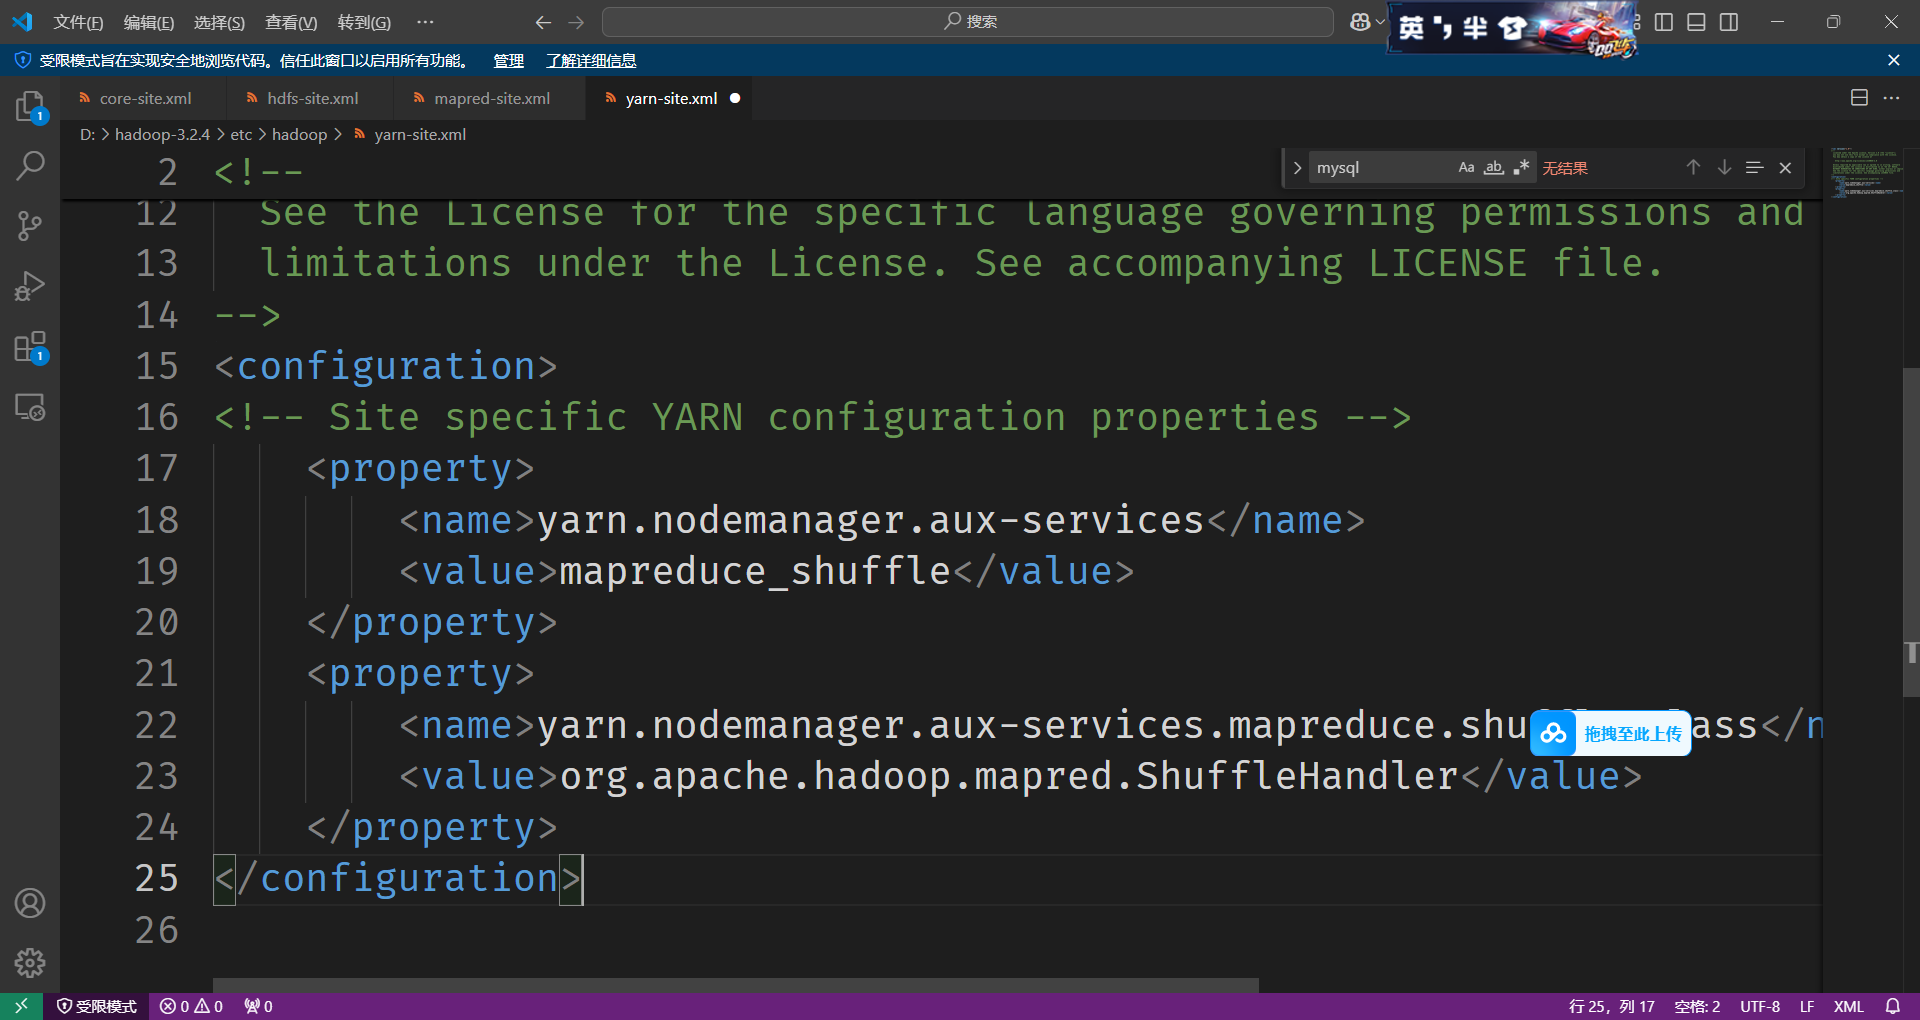 文件(F) 编辑(E) 选择(S) 查看(V) 转到(G) ··· 搜索 英 半
受限模式旨在实现安全地浏览代码。信任此窗口以启用所有功能。 管理 了解详细信息
core-site.xml hdfs-site.xml mapred-site.xml yarn-site.xml
D: > hadoop-3.2.4 > etc > hadoop > yarn-site.xml
mysql Aa ab 无结果
2 <!--
12 See the License for the specific language governing permissions and
13 limitations under the License. See accompanying LICENSE file.
14 -->
15 <configuration>
16 <!-- Site specific YARN configuration properties -->
17 <property>
18 <name>yarn.nodemanager.aux-services</name>
19 <value>mapreduce_shuffle</value>
20 </property>
21 <property>
22 <name>yarn.nodemanager.aux-services.mapreduce.shu ass</n
拖拽至此上传
23 <value>org.apache.hadoop.mapred.ShuffleHandler</value>
24 </property>
25 </configuration>
26
受限模式 0 0 0 行 25，列 17 空格: 2 UTF-8 LF XML